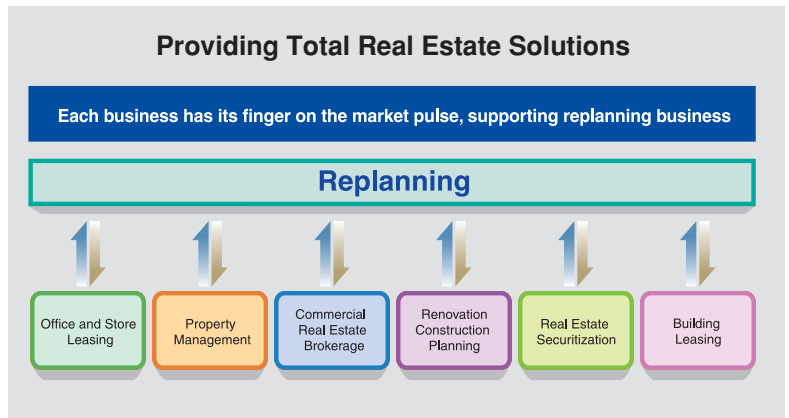 Providing Total Real Estate Solutions
Each business has its finger on the market pulse, supporting replanning business
Replanning
Office and Store
Leasing
Property
Management
Commercial
Real Estate
Brokerage
Renovation
Construction
Planning
Real Estate
Securitization
Building
Leasing